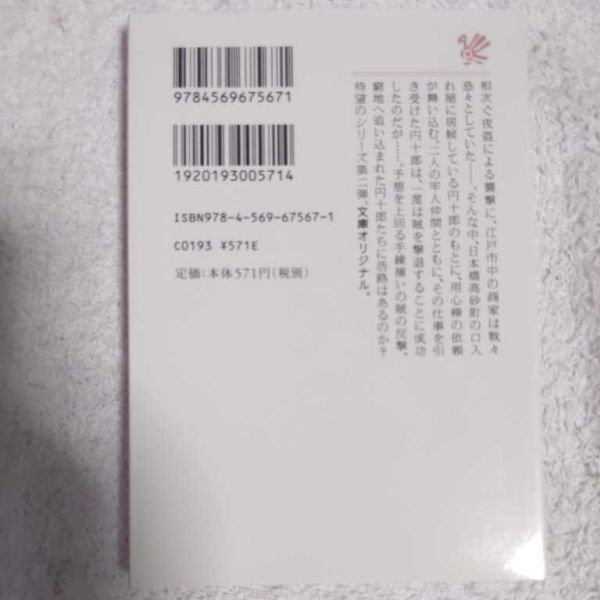 9784569675671
1920193005714
ISBN978-4-569-67567-1
C0193 ¥571E
定価：本体571円(税別)
相次ぐ夜盗による襲撃に、江戸市中の商家は戦々
恐々としていた――。そんな中、日本橋高砂町の口入
れ屋に居候している円十郎のもとに、用心棒の依頼
が舞い込む。二人の牢人仲間とともに、その仕事を引
き受けた円十郎は、一度は賊を撃退することに成功
したのだが……。予想を上回る手練揃いの賊の反撃。
窮地へ追い込まれた円十郎たちに活路はあるのか？
待望のシリーズ第二弾。文庫オリジナル。